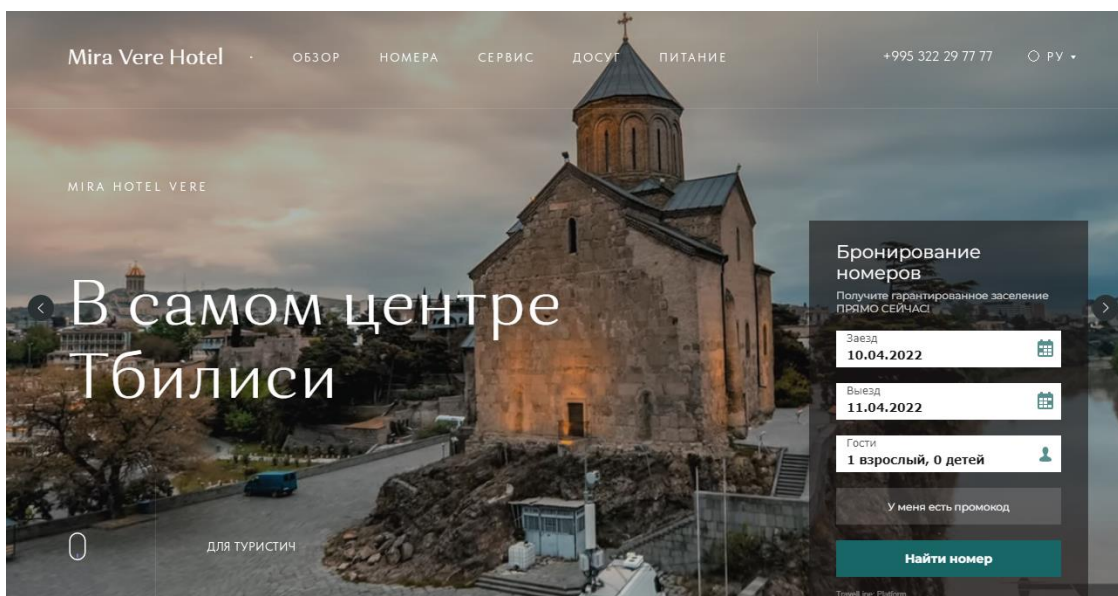 Mira Vere Hotel
ОБЗОР
НОМЕРА
СЕРВИС
ДОСУГ
ПИТАНИЕ
+995 322 29 77 77
РУ
MIRA HOTEL VERE
В самом центре
Тбилиси
ДЛЯ ТУРИСТИЧ
Бронирование
номеров
Получите гарантированное заселение
ПРЯМО СЕЙЧАС!
Заезд
10.04.2022
Выезд
11.04.2022
Гости
1 взрослый, 0 детей
У меня есть промокод
Найти номер
TravelLine: Platform